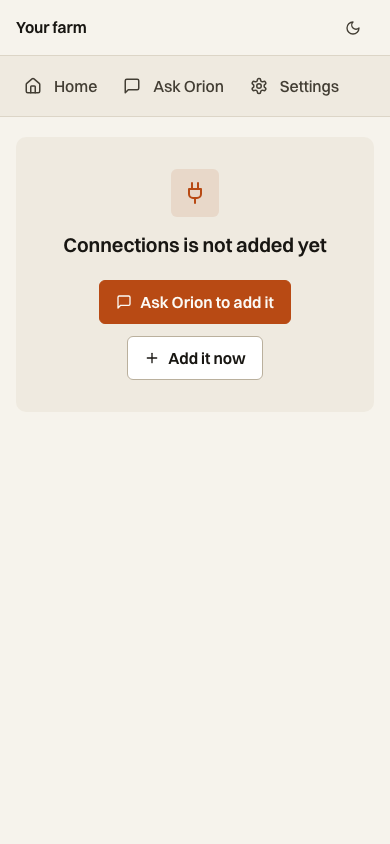 Your farm
Home
Ask Orion
Settings
Connections is not added yet
Ask Orion to add it
Add it now